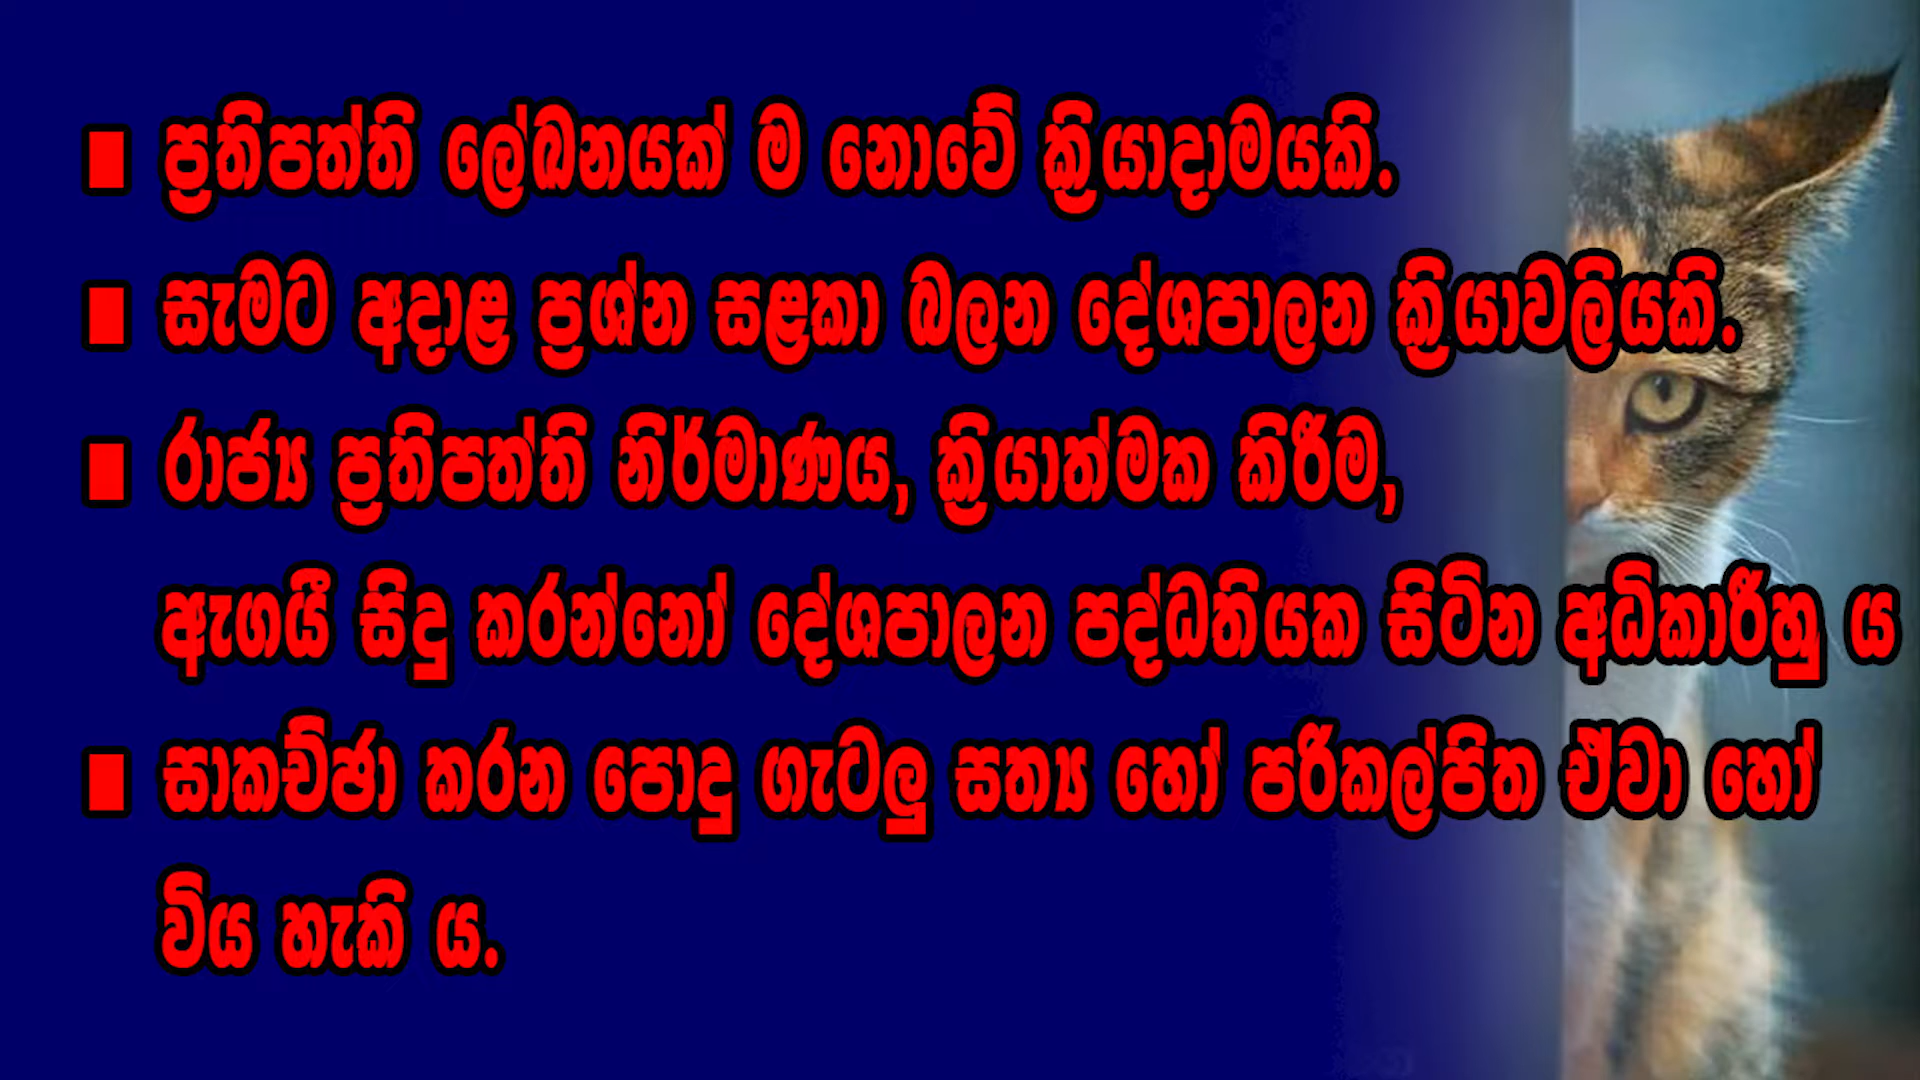 ▪ ප්‍රතිපත්ති ලේඛනයක් ම නොවේ ක්‍රියාදාමයකි.
▪ සැමට අදාළ ප්‍රශ්න සළකා බලන දේශපාලන ක්‍රියාවලියකි.
▪ රාජ්‍ය ප්‍රතිපත්ති නිර්මාණය, ක්‍රියාත්මක කිරීම,
ඇගයී සිදු කරන්නෝ දේශපාලන පද්ධතියක සිටින අධිකාරීහු ය
▪ සාකච්ඡා කරන පොදු ගැටලු සත්‍ය හෝ පරිකල්පිත ඒවා හෝ
විය හැකි ය.